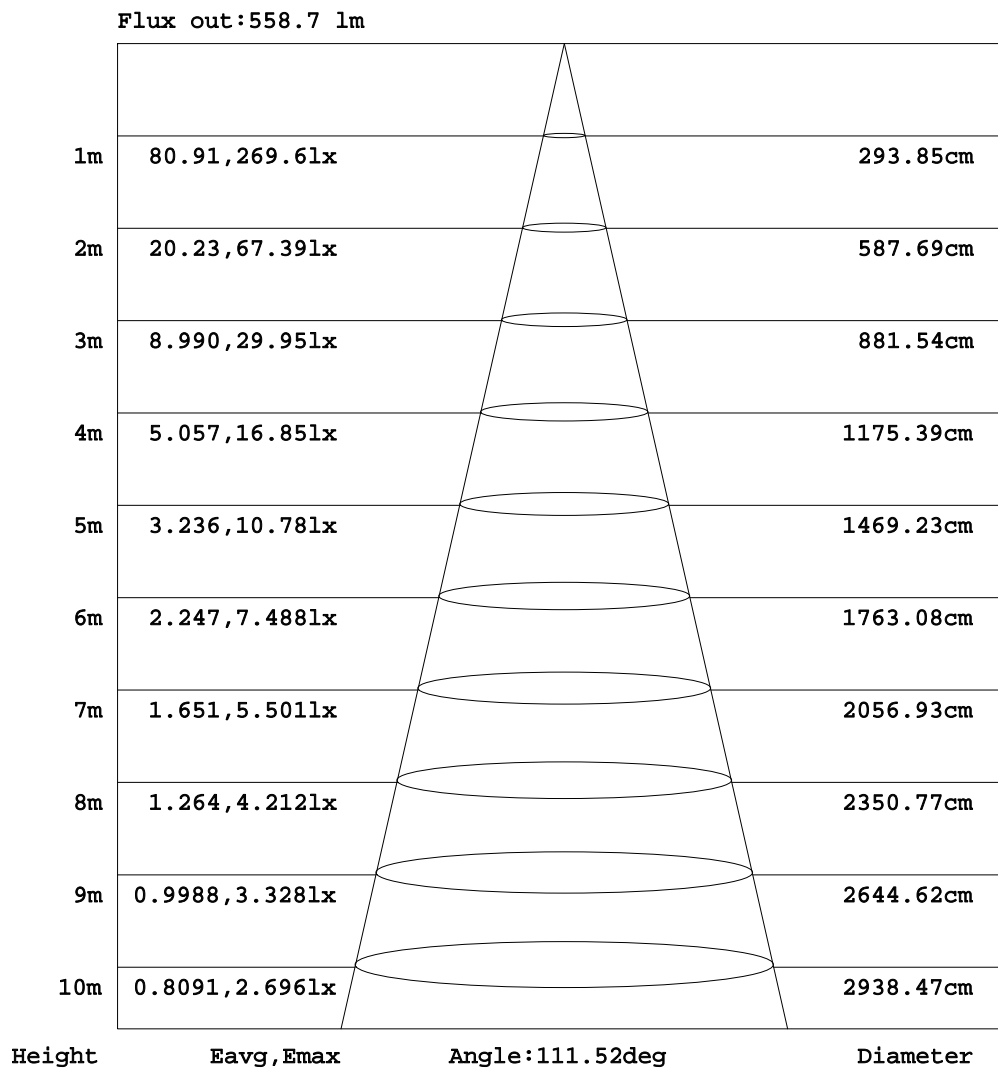 Flux out:558.7 lm
1m 80.91,269.6lx 293.85cm
2m 20.23,67.39lx 587.69cm
3m 8.990,29.95lx 881.54cm
4m 5.057,16.85lx 1175.39cm
5m 3.236,10.78lx 1469.23cm
6m 2.247,7.488lx 1763.08cm
7m 1.651,5.501lx 2056.93cm
8m 1.264,4.212lx 2350.77cm
9m 0.9988,3.328lx 2644.62cm
10m 0.8091,2.696lx 2938.47cm
Height Eavg,Emax Angle:111.52deg Diameter